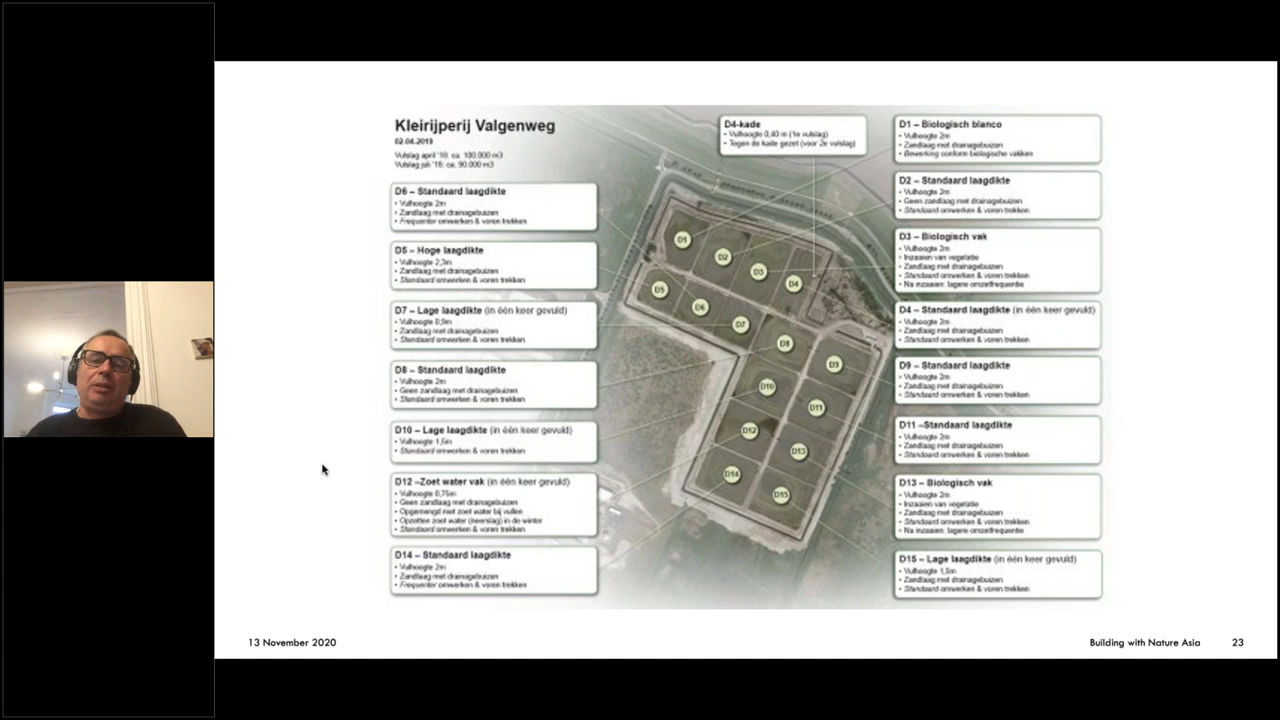 Kleirijperij Valgenweg
02-04-2019
Vulslag april '18: ca. 100.000 m3
Vulslag juli '18: ca. 90.000 m3
D6 – Standaard laagdikte
• Vulhoogte 2m
• Zandlaag met drainagebuizen
• Frequenter omwerken & voren trekken
D5 – Hoge laagdikte
• Vulhoogte 2,3m
• Zandlaag met drainagebuizen
• Standaard omwerken & voren trekken
D7 – Lage laagdikte (in één keer gevuld)
• Vulhoogte 0,9m
• Zandlaag met drainagebuizen
• Standaard omwerken & voren trekken
D8 – Standaard laagdikte
• Vulhoogte 2m
• Geen zandlaag met drainagebuizen
• Standaard omwerken & voren trekken
D10 – Lage laagdikte (in één keer gevuld)
• Vulhoogte 1,5m
• Standaard omwerken & voren trekken
D12 –Zoet water vak (in één keer gevuld)
• Vulhoogte 0,75m
• Geen zandlaag met drainagebuizen
• Opgemengd met zoet water bij vullen
• Opzetten zoet water (neerslag) in de winter
• Standaard omwerken & voren trekken
D14 – Standaard laagdikte
• Vulhoogte 2m
• Zandlaag met drainagebuizen
• Frequenter omwerken & voren trekken
D4-kade
• Vulhoogte 0,40 m (1e vulslag)
• Tegen de kade gezet (voor 2e vulslag)
D1
D2
D3
D4
D5
D6
D7
D8
D9
D10
D11
D12
D13
D14
D15
D1 – Biologisch blanco
• Vulhoogte 2m
• Zandlaag met drainagebuizen
• Bewerking conform biologische vakken
D2 – Standaard laagdikte
• Vulhoogte 2m
• Geen zandlaag met drainagebuizen
• Standaard omwerken & voren trekken
D3 – Biologisch vak
• Vulhoogte 2m
• Inzaaien van vegetatie
• Zandlaag met drainagebuizen
• Standaard omwerken & voren trekken
• Na inzaaien: lagere omzetfrequentie
D4 – Standaard laagdikte (in één keer gevuld)
• Vulhoogte 2m
• Zandlaag met drainagebuizen
• Standaard omwerken & voren trekken
D9 – Standaard laagdikte
• Vulhoogte 2m
• Zandlaag met drainagebuizen
• Standaard omwerken & voren trekken
D11 –Standaard laagdikte
• Vulhoogte 2m
• Zandlaag met drainagebuizen
• Standaard omwerken & voren trekken
D13 – Biologisch vak
• Vulhoogte 2m
• Inzaaien van vegetatie
• Zandlaag met drainagebuizen
• Standaard omwerken & voren trekken
• Na inzaaien: lagere omzetfrequentie
D15 – Lage laagdikte (in één keer gevuld)
• Vulhoogte 1,5m
• Zandlaag met drainagebuizen
• Standaard omwerken & voren trekken
13 November 2020
Building with Nature Asia
23